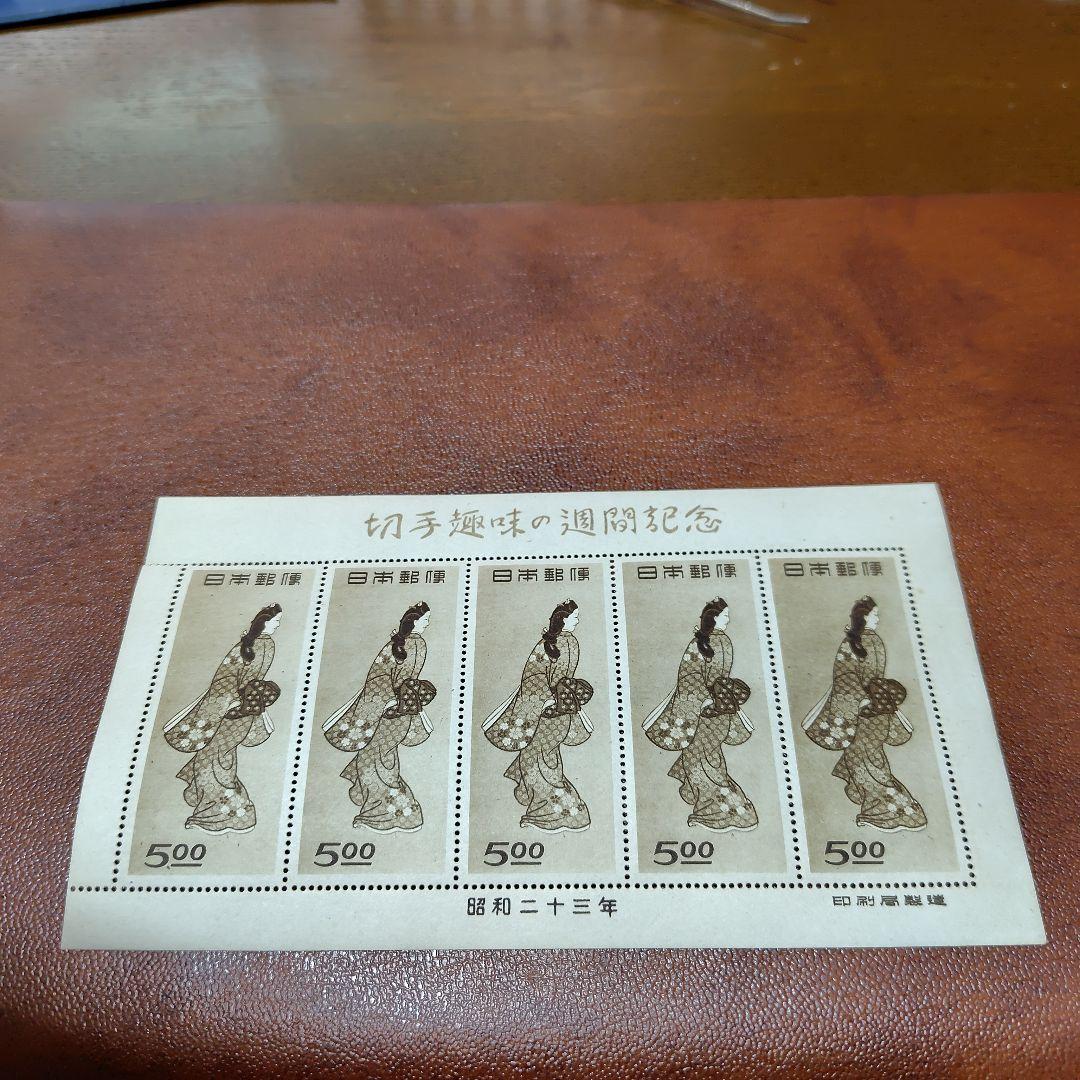 切手趣味の週間記念
日本郵便 日本郵便 日本郵便 日本郵便 日本郵便
5.00 5.00 5.00 5.00 5.00
昭和二十三年
印刷局製造